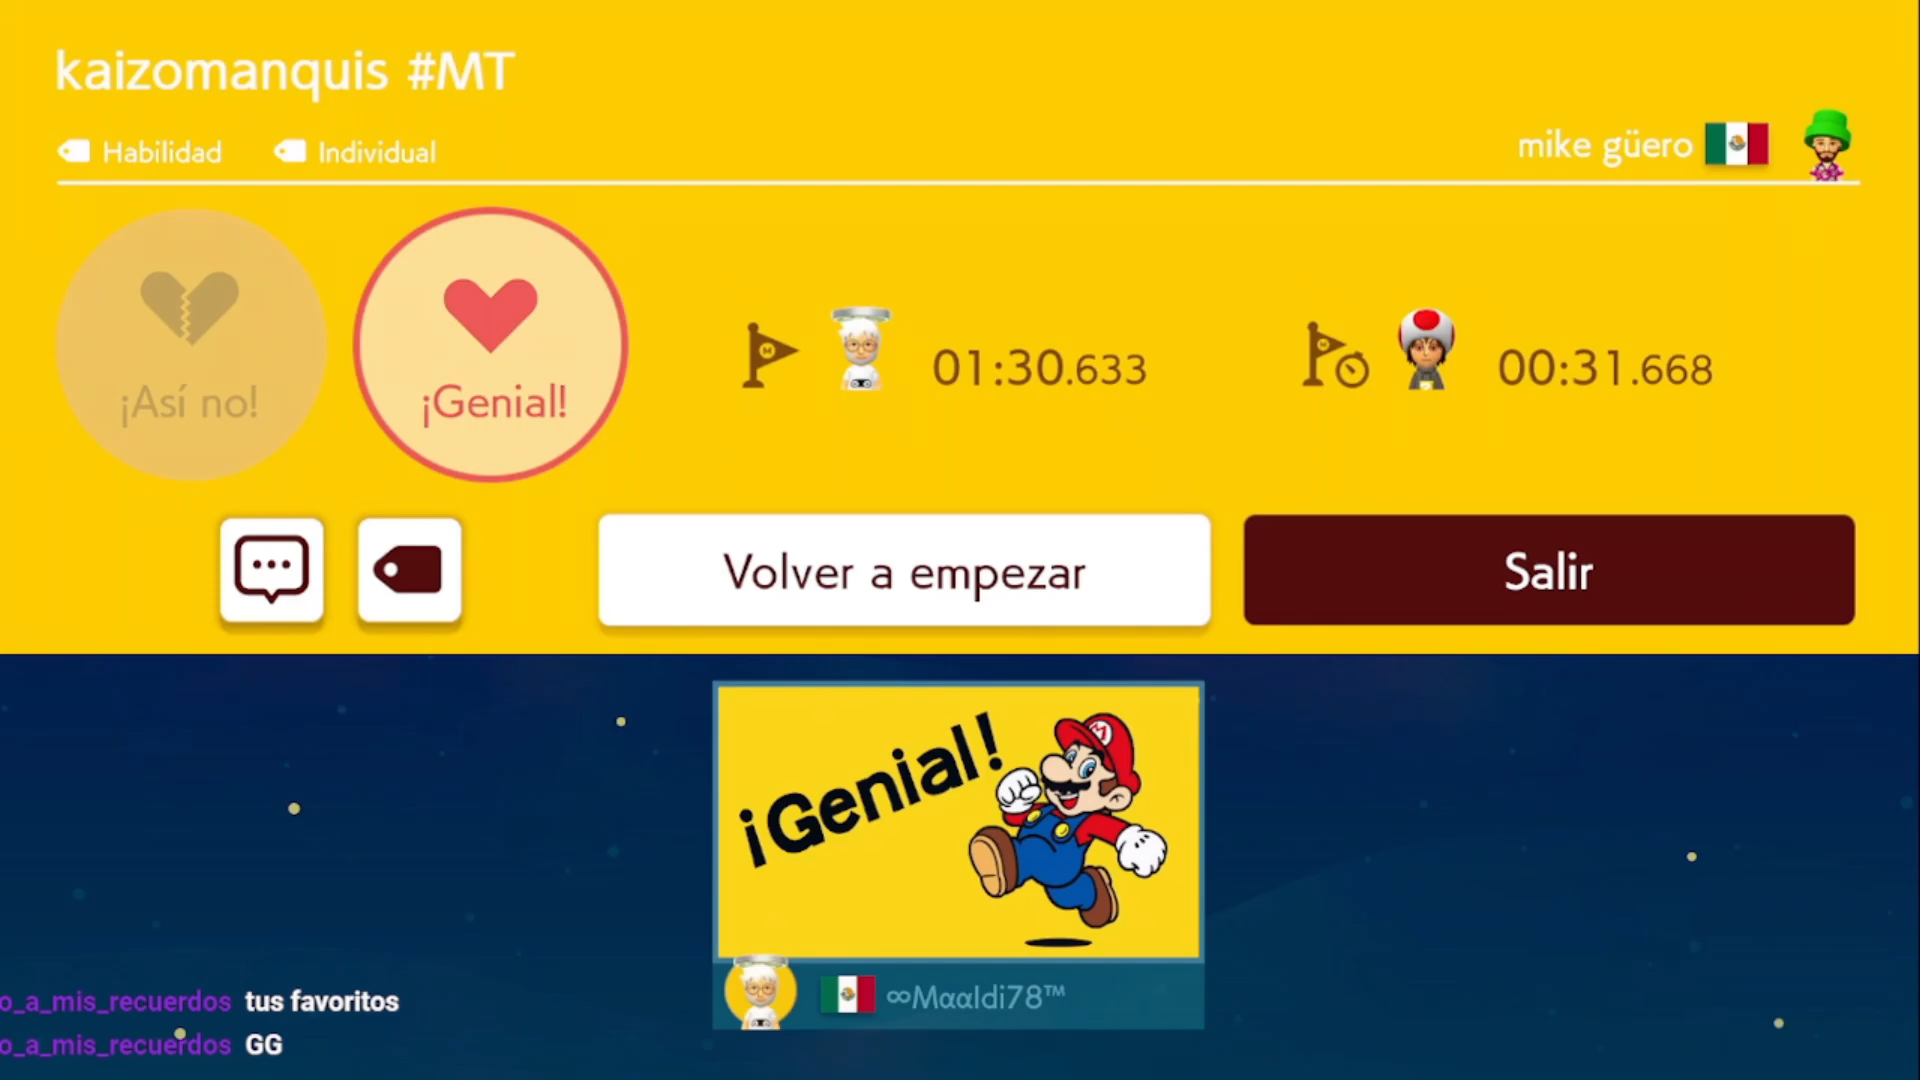 kaizomanquis #MT
Habilidad Individual
mike güero
¡Así no!
¡Genial!
01:30.633
00:31.668
Volver a empezar
Salir
¡Genial!
∞Mααldi78™
o_a_mis_recuerdos tus favoritos
o_a_mis_recuerdos GG